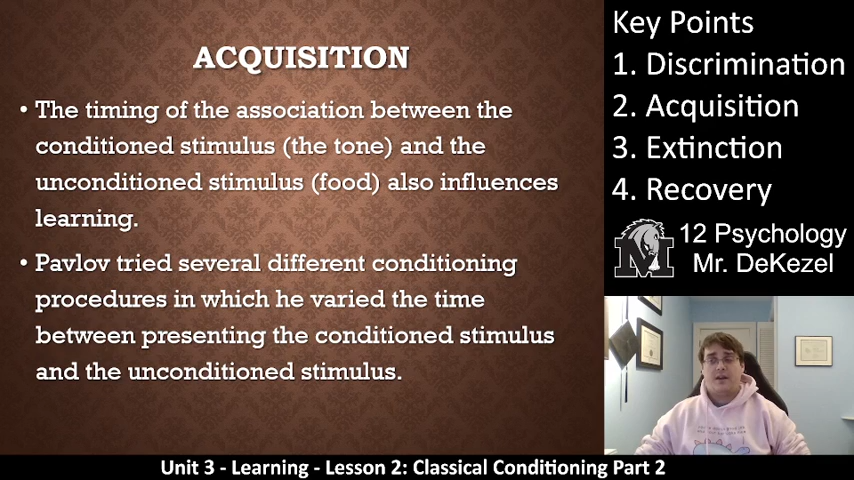 ACQUISITION
• The timing of the association between the
conditioned stimulus (the tone) and the
unconditioned stimulus (food) also influences
learning.
• Pavlov tried several different conditioning
procedures in which he varied the time
between presenting the conditioned stimulus
and the unconditioned stimulus.
Key Points
1. Discrimination
2. Acquisition
3. Extinction
4. Recovery
M
12 Psychology
Mr. DeKezel
Unit 3 - Learning - Lesson 2: Classical Conditioning Part 2